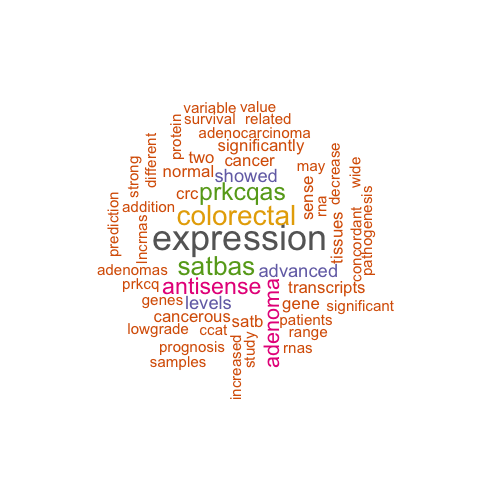 variable value
survival related
adenocarcinoma
protein
significantly
different
two
cancer
may
decrease
strong
normal
showed
wide
crc
prkcqas
sense
rna
addition
colorectal
prediction
lncrnas
expression
tissues
concordant
pathogenesis
satbas
advanced
adenomas
prkcq
antisense
transcripts
genes
levels
adenoma
gene
significant
cancerous
satb
patients
lowgrade
ccat
range
prognosis
study
rnas
samples
increased